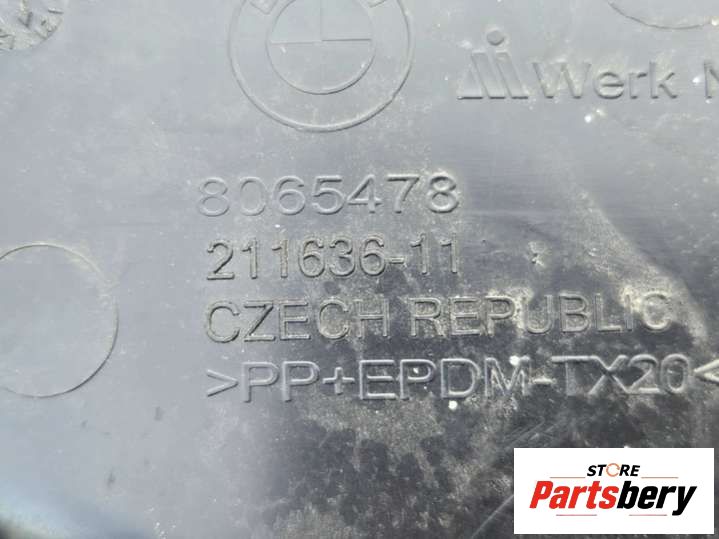 Werk
8065478
211636-11
CZECH REPUBLIC
>PP+EPDM-TX20<
STORE
Partsbery